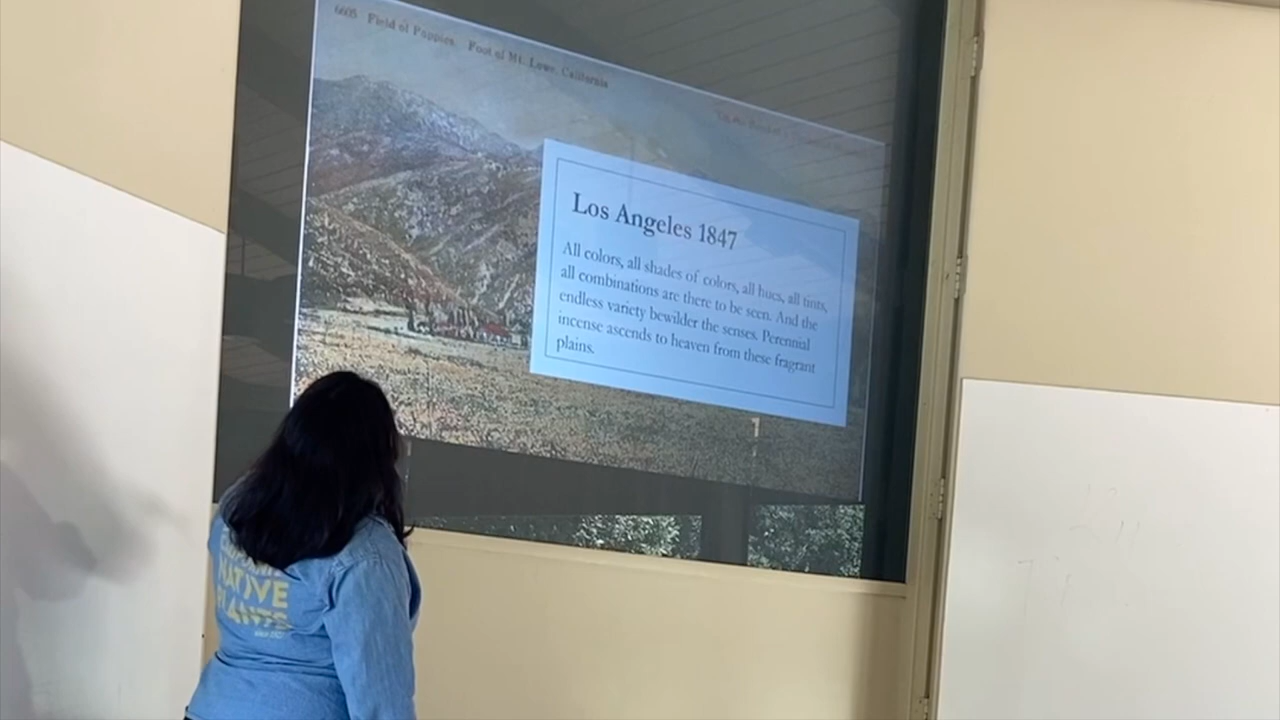 6605 Field of Poppies. Foot of Mt. Lowe, California
Los Angeles 1847
All colors, all shades of colors, all hues, all tints,
all combinations are there to be seen. And the
endless variety bewilder the senses. Perennial
incense ascends to heaven from these fragrant
plains.
NATIVE
PLANTS